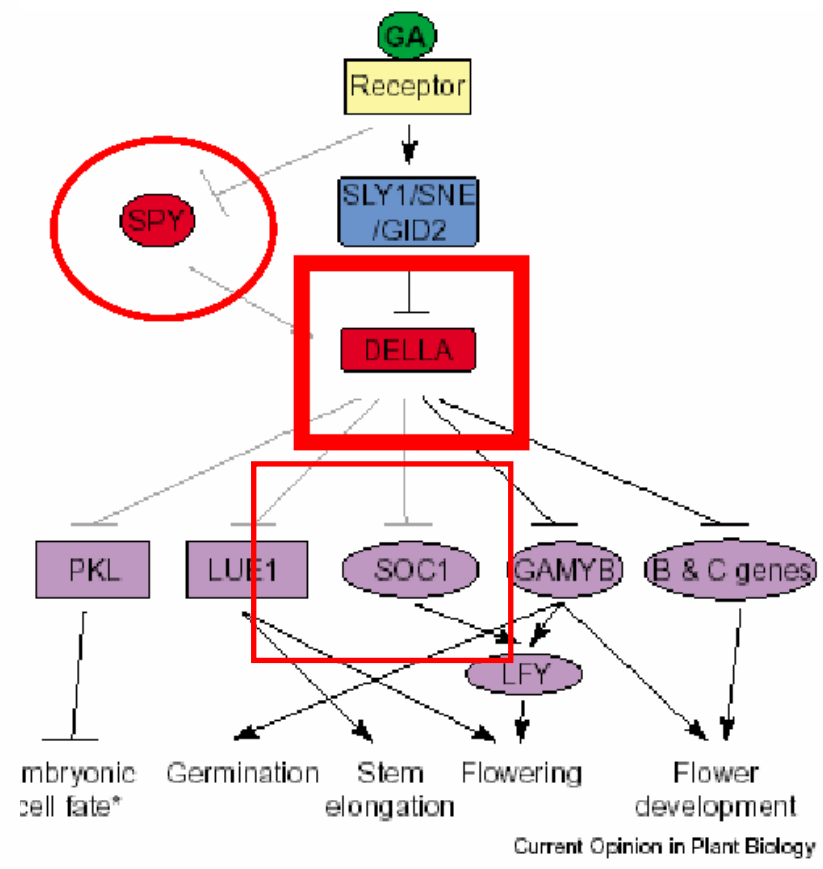 GA
Receptor
SPY
SLY1/SNE
/GID2
DELLA
PKL
LUE1
SOC1
GAMYB
B & C genes
LFY
mbryonic
cell fate*
Germination
Stem
elongation
Flowering
Flower
development
Current Opinion in Plant Biology